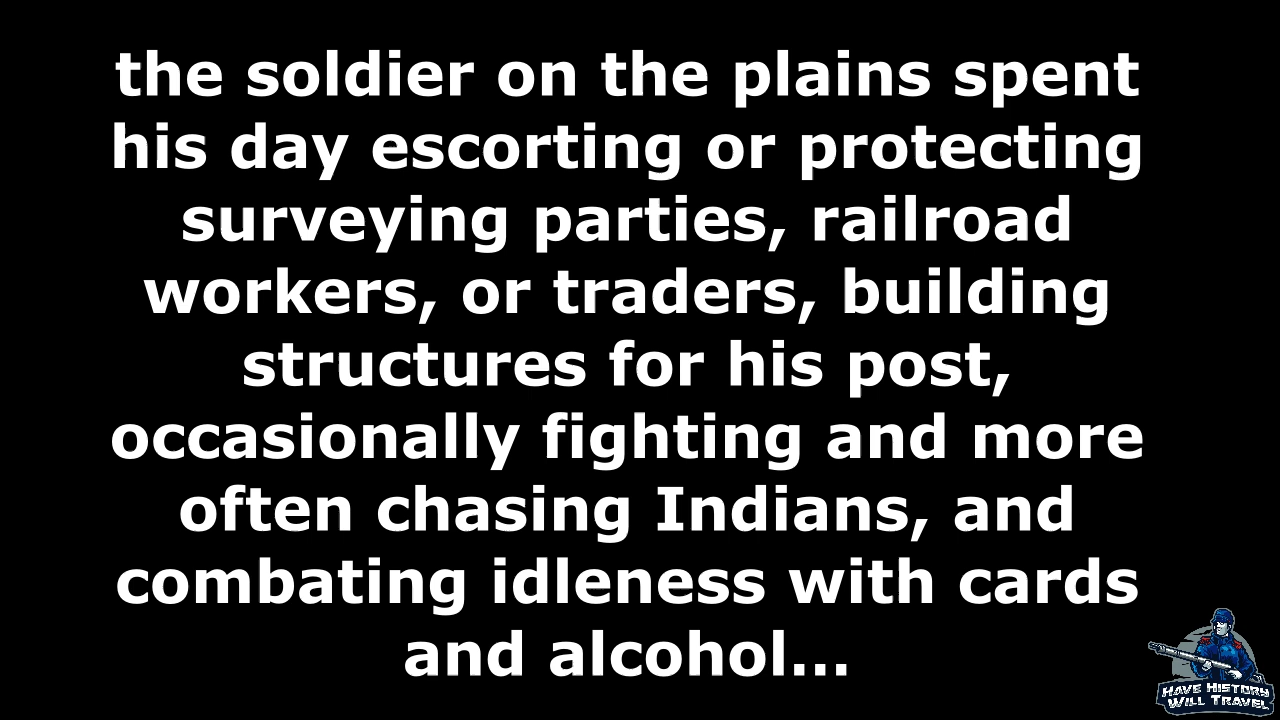 the soldier on the plains spent
his day escorting or protecting
surveying parties, railroad
workers, or traders, building
structures for his post,
occasionally fighting and more
often chasing Indians, and
combating idleness with cards
and alcohol...
HAVE HISTORY
WILL TRAVEL